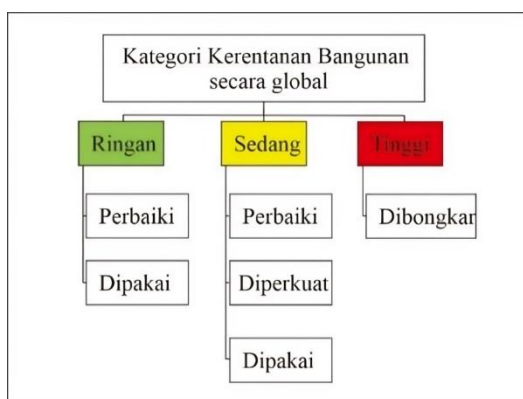 Kategori Kerentanan Bangunan
secara global
Ringan
Sedang
Tinggi
Perbaiki
Dipakai
Perbaiki
Diperkuat
Dipakai
Dibongkar